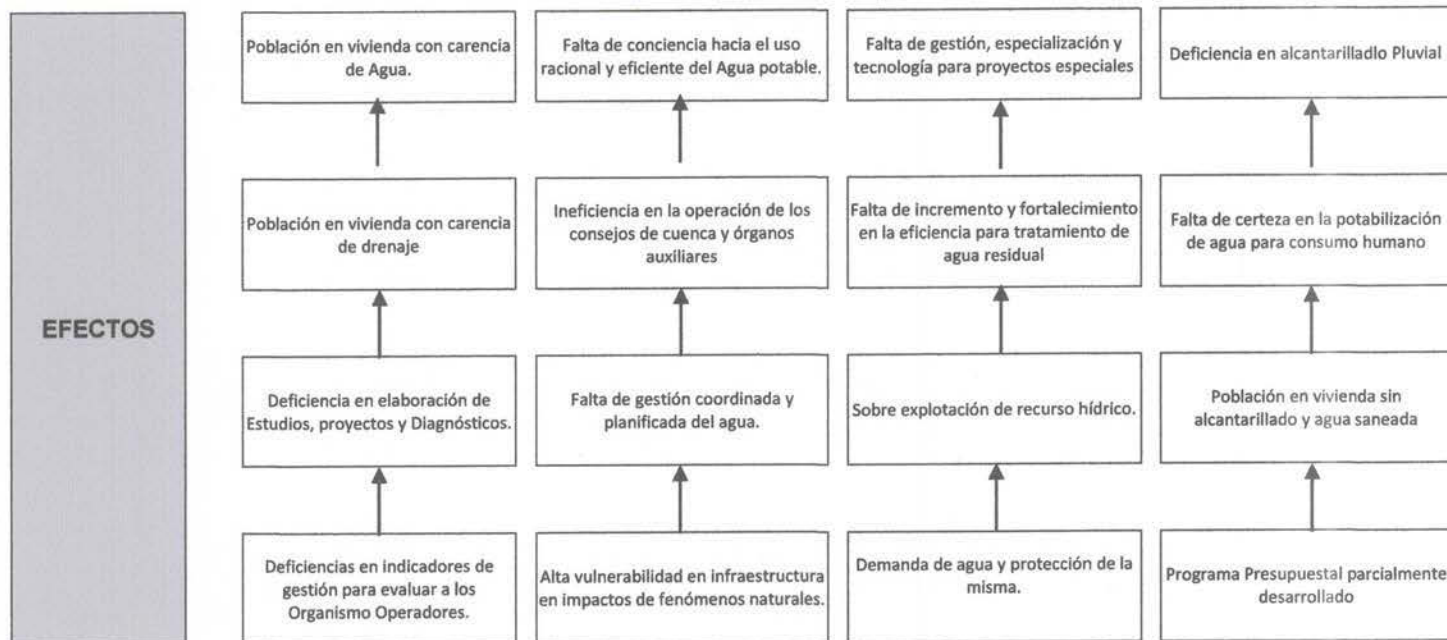 Población en vivienda con carencia
de Agua.
Falta de conciencia hacia el uso
racional y eficiente del Agua potable.
Falta de gestión, especialización y
tecnología para proyectos especiales
Deficiencia en alcantarilladlo Pluvial
Población en vivienda con carencia
de drenaje
Ineficiencia en la operación de los
consejos de cuenca y órganos
auxiliares
Falta de incremento y fortalecimiento
en la eficiencia para tratamiento de
agua residual
Falta de certeza en la potabilización
de agua para consumo humano
EFECTOS
Deficiencia en elaboración de
Estudios, proyectos y Diagnósticos.
Falta de gestión coordinada y
planificada del agua.
Sobre explotación de recurso hídrico.
Población en vivienda sin
alcantarillado y agua saneada
Deficiencias en indicadores de
gestión para evaluar a los
Organismo Operadores.
Alta vulnerabilidad en infraestructura
en impactos de fenómenos naturales.
Demanda de agua y protección de la
misma.
Programa Presupuestal parcialmente
desarrollado